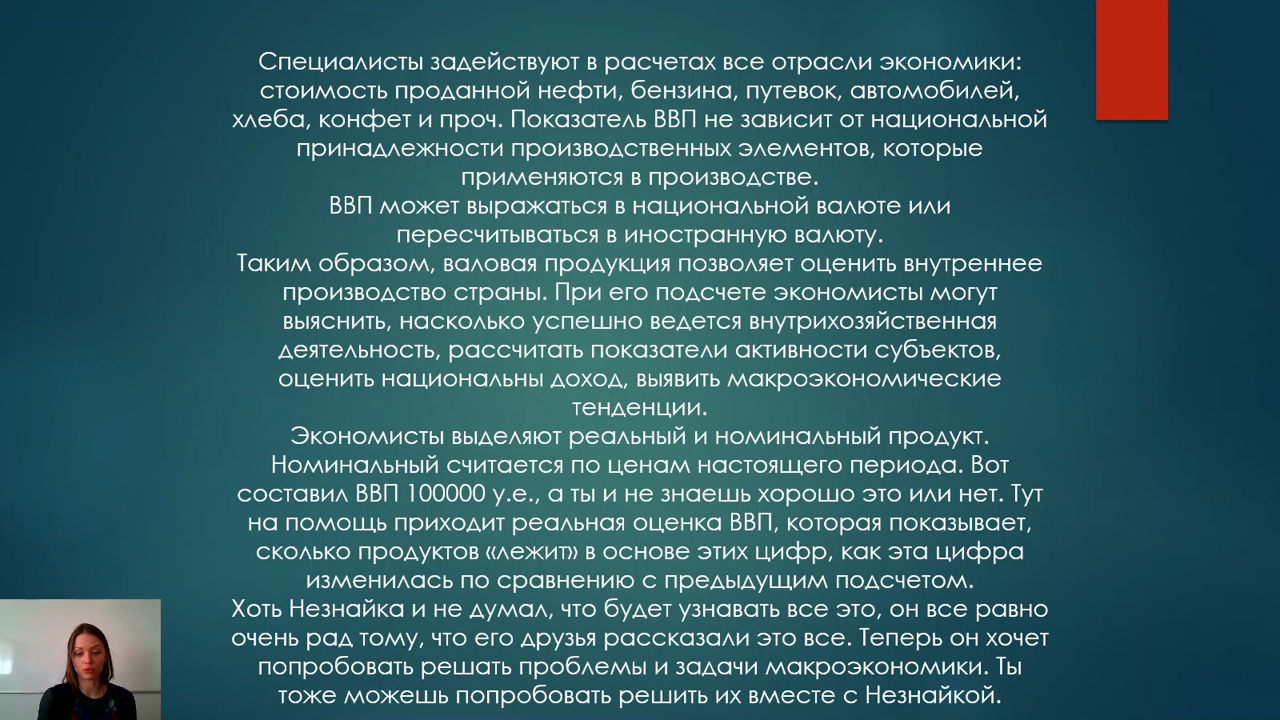 Специалисты задействуют в расчетах все отрасли экономики:
стоимость проданной нефти, бензина, путевок, автомобилей,
хлеба, конфет и проч. Показатель ВВП не зависит от национальной
принадлежности производственных элементов, которые
применяются в производстве.
ВВП может выражаться в национальной валюте или
пересчитываться в иностранную валюту.
Таким образом, валовая продукция позволяет оценить внутреннее
производство страны. При его подсчете экономисты могут
выяснить, насколько успешно ведется внутрихозяйственная
деятельность, рассчитать показатели активности субъектов,
оценить национальны доход, выявить макроэкономические
тенденции.
Экономисты выделяют реальный и номинальный продукт.
Номинальный считается по ценам настоящего периода. Вот
составил ВВП 100000 у.е., а ты и не знаешь хорошо это или нет. Тут
на помощь приходит реальная оценка ВВП, которая показывает,
сколько продуктов «лежит» в основе этих цифр, как эта цифра
изменилась по сравнению с предыдущим подсчетом.
Хоть Незнайка и не думал, что будет узнавать все это, он все равно
очень рад тому, что его друзья рассказали это все. Теперь он хочет
попробовать решать проблемы и задачи макроэкономики. Ты
тоже можешь попробовать решить их вместе с Незнайкой.